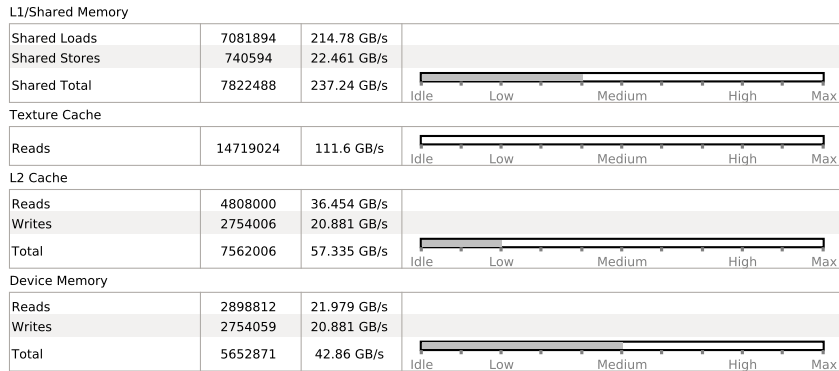 L1/Shared Memory
Shared Loads 7081894 214.78 GB/s
Shared Stores 740594 22.461 GB/s
Shared Total 7822488 237.24 GB/s
Idle Low Medium High Max
Texture Cache
Reads 14719024 111.6 GB/s
Idle Low Medium High Max
L2 Cache
Reads 4808000 36.454 GB/s
Writes 2754006 20.881 GB/s
Total 7562006 57.335 GB/s
Idle Low Medium High Max
Device Memory
Reads 2898812 21.979 GB/s
Writes 2754059 20.881 GB/s
Total 5652871 42.86 GB/s
Idle Low Medium High Max